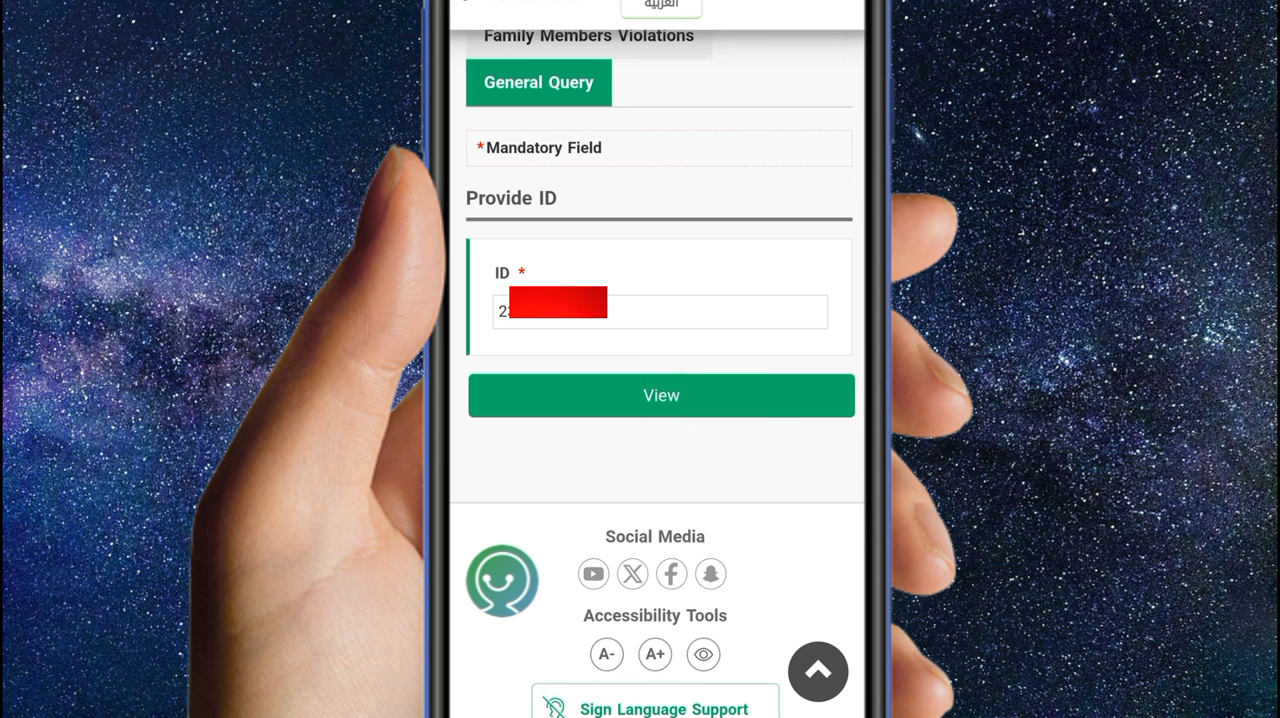 العربية
Family Members Violations
General Query
* Mandatory Field
Provide ID
ID *
2
View
Social Media
Accessibility Tools
A- A+
Sign Language Support